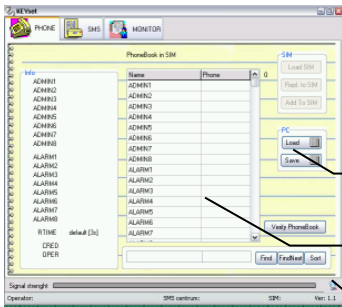 KEYset
PHONE SMS MONITOR
PhoneBook in SIM
SIM
Load SIM
Repl. to SIM
Add To SIM
Info
ADMIN1
ADMIN2
ADMIN3
ADMIN4
ADMIN5
ADMIN6
ADMIN7
ADMIN8
ALARM1
ALARM2
ALARM3
ALARM4
ALARM5
ALARM6
ALARM7
ALARM8
RTIME default [3s]
CRED
OPER
Name Phone 0
ADMIN1
ADMIN2
ADMIN3
ADMIN4
ADMIN5
ADMIN6
ADMIN7
ADMIN8
ALARM1
ALARM2
ALARM3
ALARM4
ALARM5
ALARM6
ALARM7
PC
Load
Save
Verify PhoneBook
Find FindNext Sort
Signal strenght
Operator: SMS centrum: SIM: Ver: 1.1